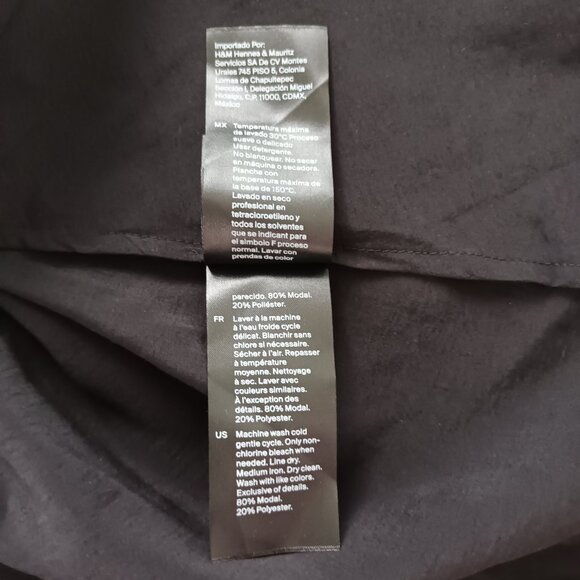 Importado Por:
H&M Hennes & Mauritz
Servicios SA De CV Montes
Urales 745 PISO 5, Colonia
Lomas de Chapultepec
Sección I, Delegación Miguel
Hidalgo, C.P. 11000, CDMX,
México
MX Temperatura máxima
de lavado 30°C Proceso
suave o delicado
Usar detergente.
No blanquear. No secar
en máquina o secadora.
Plancha con
temperatura máxima de
la base de 150°C.
Lavado en seco
profesional en
tetracloroetileno y
todos los solventes
que se indicant para
el simbolo F proceso
normal. Lavar con
prendas de color
parecido. 80% Modal.
20% Poliéster.
FR Laver à la machine
à l'eau froide cycle
délicat. Blanchir sans
chlore si nécessaire.
Sécher à l'air. Repasser
à température
moyenne. Nettoyage
à sec. Laver avec
couleurs similaires.
À l'exception des
détails. 80% Modal.
20% Polyester.
US Machine wash cold
gentle cycle. Only non-
chlorine bleach when
needed. Line dry.
Medium iron. Dry clean.
Wash with like colors.
Exclusive of details.
80% Modal.
20% Polyester.